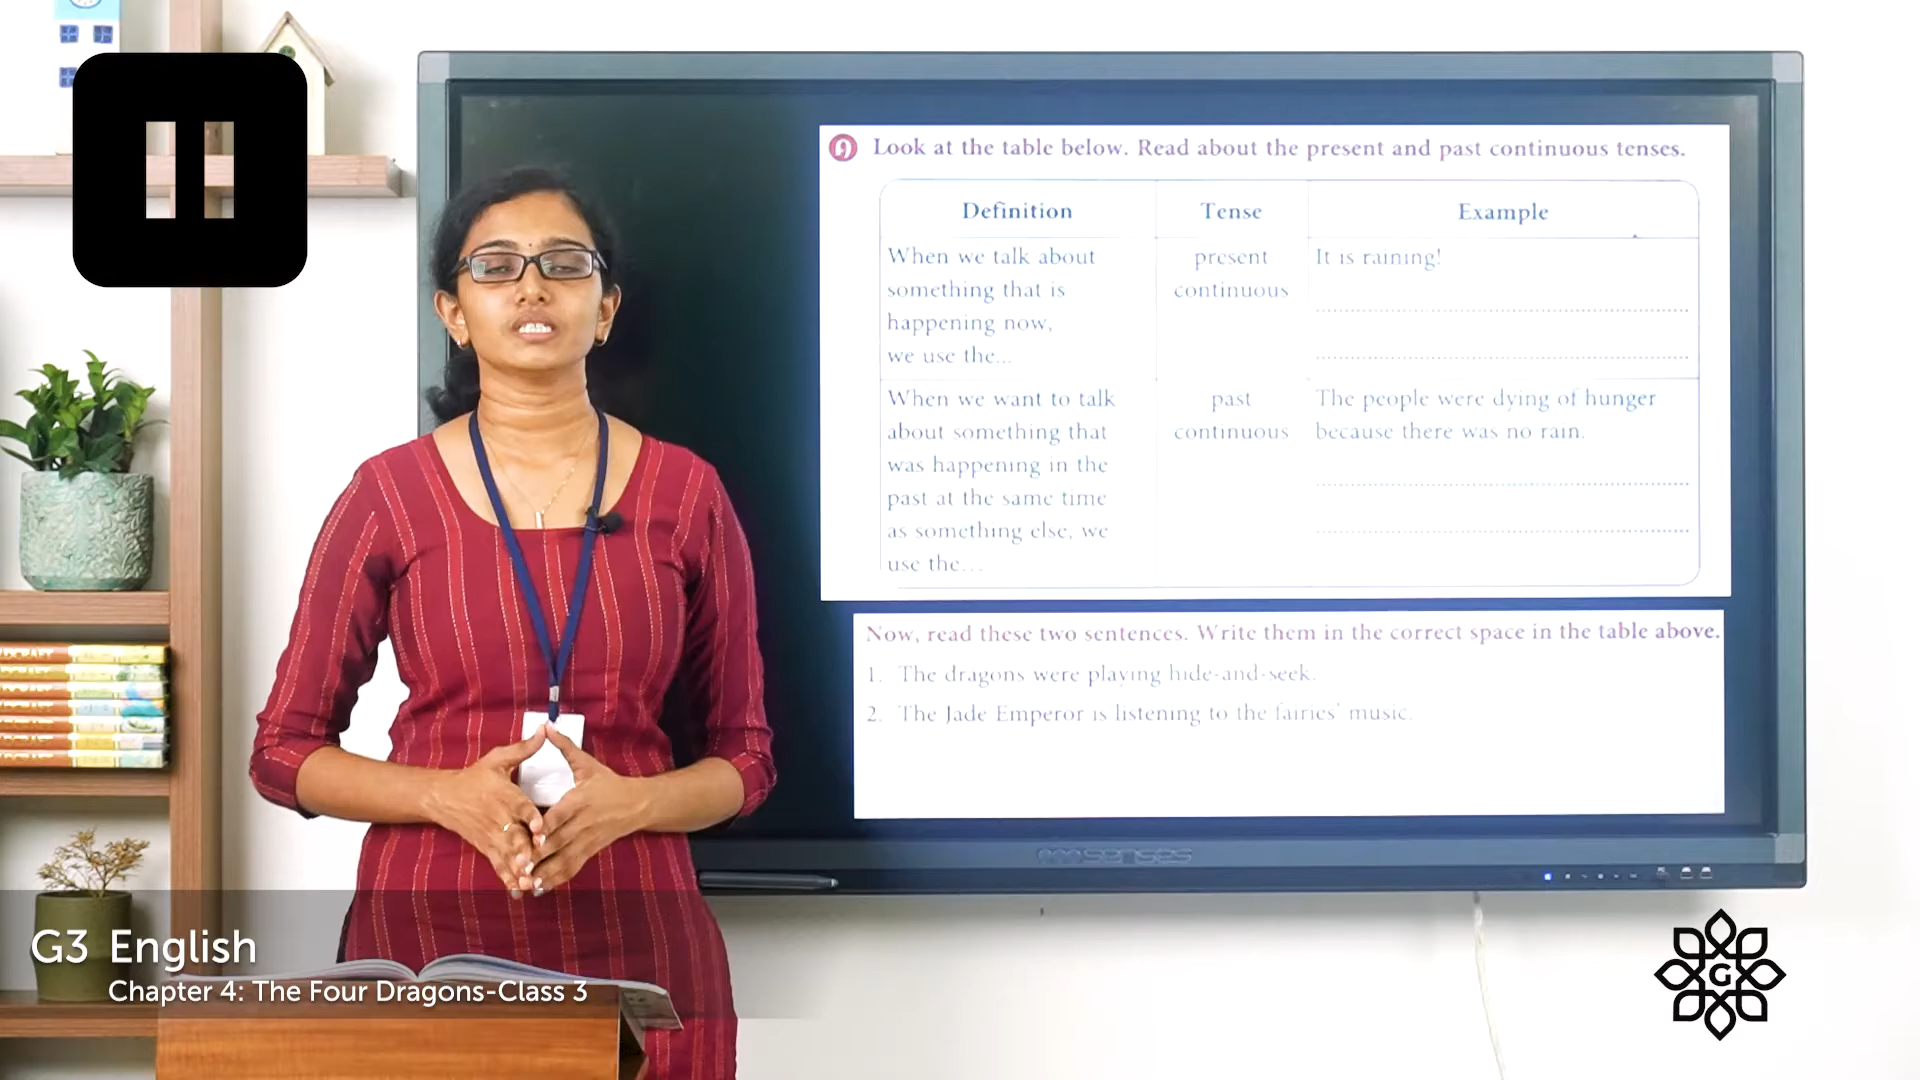 Look at the table below. Read about the present and past continuous tenses.
Definition
Tense
Example
When we talk about
something that is
happening now,
we use the...
present
continuous
It is raining!
When we want to talk
about something that
was happening in the
past at the same time
as something else, we
use the...
past
continuous
The people were dying of hunger
because there was no rain.
Now, read these two sentences. Write them in the correct space in the table above.
1. The dragons were playing hide-and-seek.
2. The Jade Emperor is listening to the fairies' music.
senses
G3 English
Chapter 4: The Four Dragons-Class 3
G